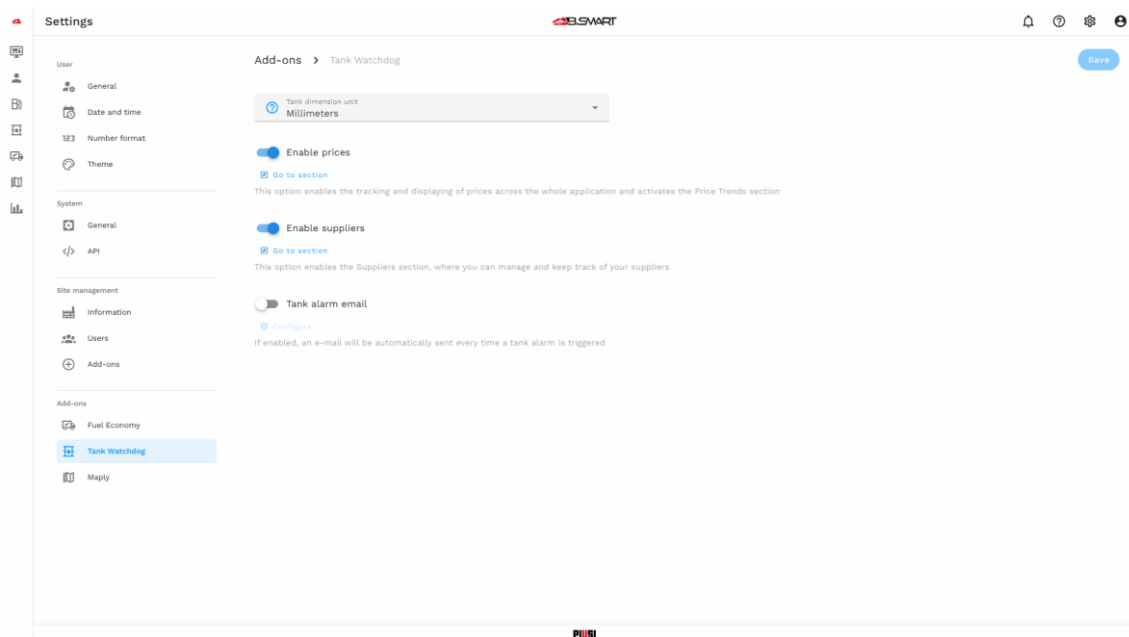 Settings
B.SMART
User
General
Date and time
123 Number format
Theme
System
General
</> API
Site management
Information
Users
Add-ons
Add-ons
Fuel Economy
Tank Watchdog
Maply
Add-ons > Tank Watchdog
Save
Tank dimension unit
Millimeters
Enable prices
Go to section
This option enables the tracking and displaying of prices across the whole application and activates the Price Trends section
Enable suppliers
Go to section
This option enables the Suppliers section, where you can manage and keep track of your suppliers
Tank alarm email
Configure
If enabled, an e-mail will be automatically sent every time a tank alarm is triggered
PIUSI